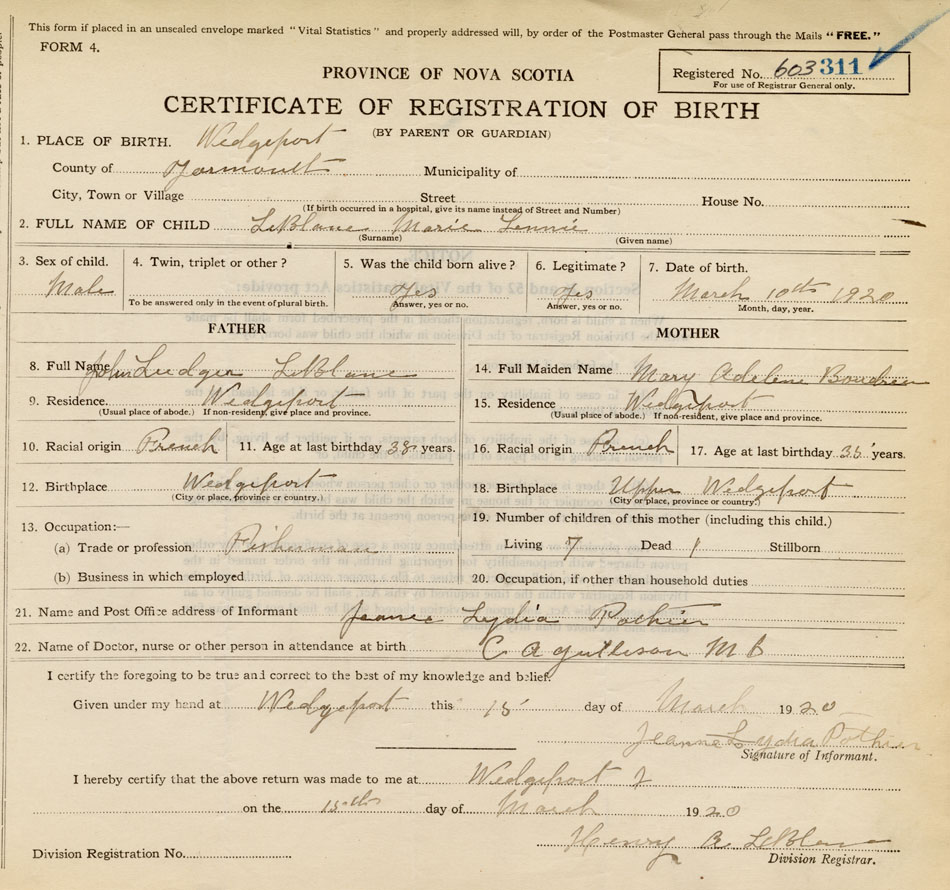 This form if placed in an unsealed envelope marked "Vital Statistics" and properly addressed will, by order of the Postmaster General pass through the Mails "FREE."
FORM 4.
Registered No. 603311
For use of Registrar General only.
PROVINCE OF NOVA SCOTIA
CERTIFICATE OF REGISTRATION OF BIRTH
(BY PARENT OR GUARDIAN)
1. PLACE OF BIRTH. Wedgeport
County of Yarmouth Municipality of
City, Town or Village Street House No.
(If birth occurred in a hospital, give its name instead of Street and Number)
2. FULL NAME OF CHILD LeBlanc Marie Lennie
(Surname) (Given name)
3. Sex of child. 4. Twin, triplet or other? 5. Was the child born alive? 6. Legitimate? 7. Date of birth.
Male Yes Yes March 10th 1920
To be answered only in the event of plural birth. Answer, yes or no. Answer, yes or no. Month, day, year.
FATHER MOTHER
8. Full Name John Ludger LeBlanc
14. Full Maiden Name Mary Adelene Boudreau
9. Residence Wedgeport
(Usual place of abode.) If non-resident, give place and province.
15. Residence Wedgeport
(Usual place of abode.) If non-resident, give place and province.
10. Racial origin French 11. Age at last birthday 38 years.
16. Racial origin French 17. Age at last birthday 35 years.
12. Birthplace Wedgeport
(City or place, province or country.)
18. Birthplace Upper Wedgeport
(City or place, province or country.)
13. Occupation:—
(a) Trade or profession Fisherman
(b) Business in which employed
19. Number of children of this mother (including this child.)
Living 7 Dead 1 Stillborn
20. Occupation, if other than household duties
21. Name and Post Office address of Informant Jeanne Lydia Pothier
22. Name of Doctor, nurse or other person in attendance at birth C A M D
I certify the foregoing to be true and correct to the best of my knowledge and belief.
Given under my hand at Wedgeport this 15 day of March 1920
Jeanne Lydia Pothier
Signature of Informant.
I hereby certify that the above return was made to me at Wedgeport
on the 15th day of March 1920
Henry B. LeBlanc
Division Registration No.
Division Registrar.